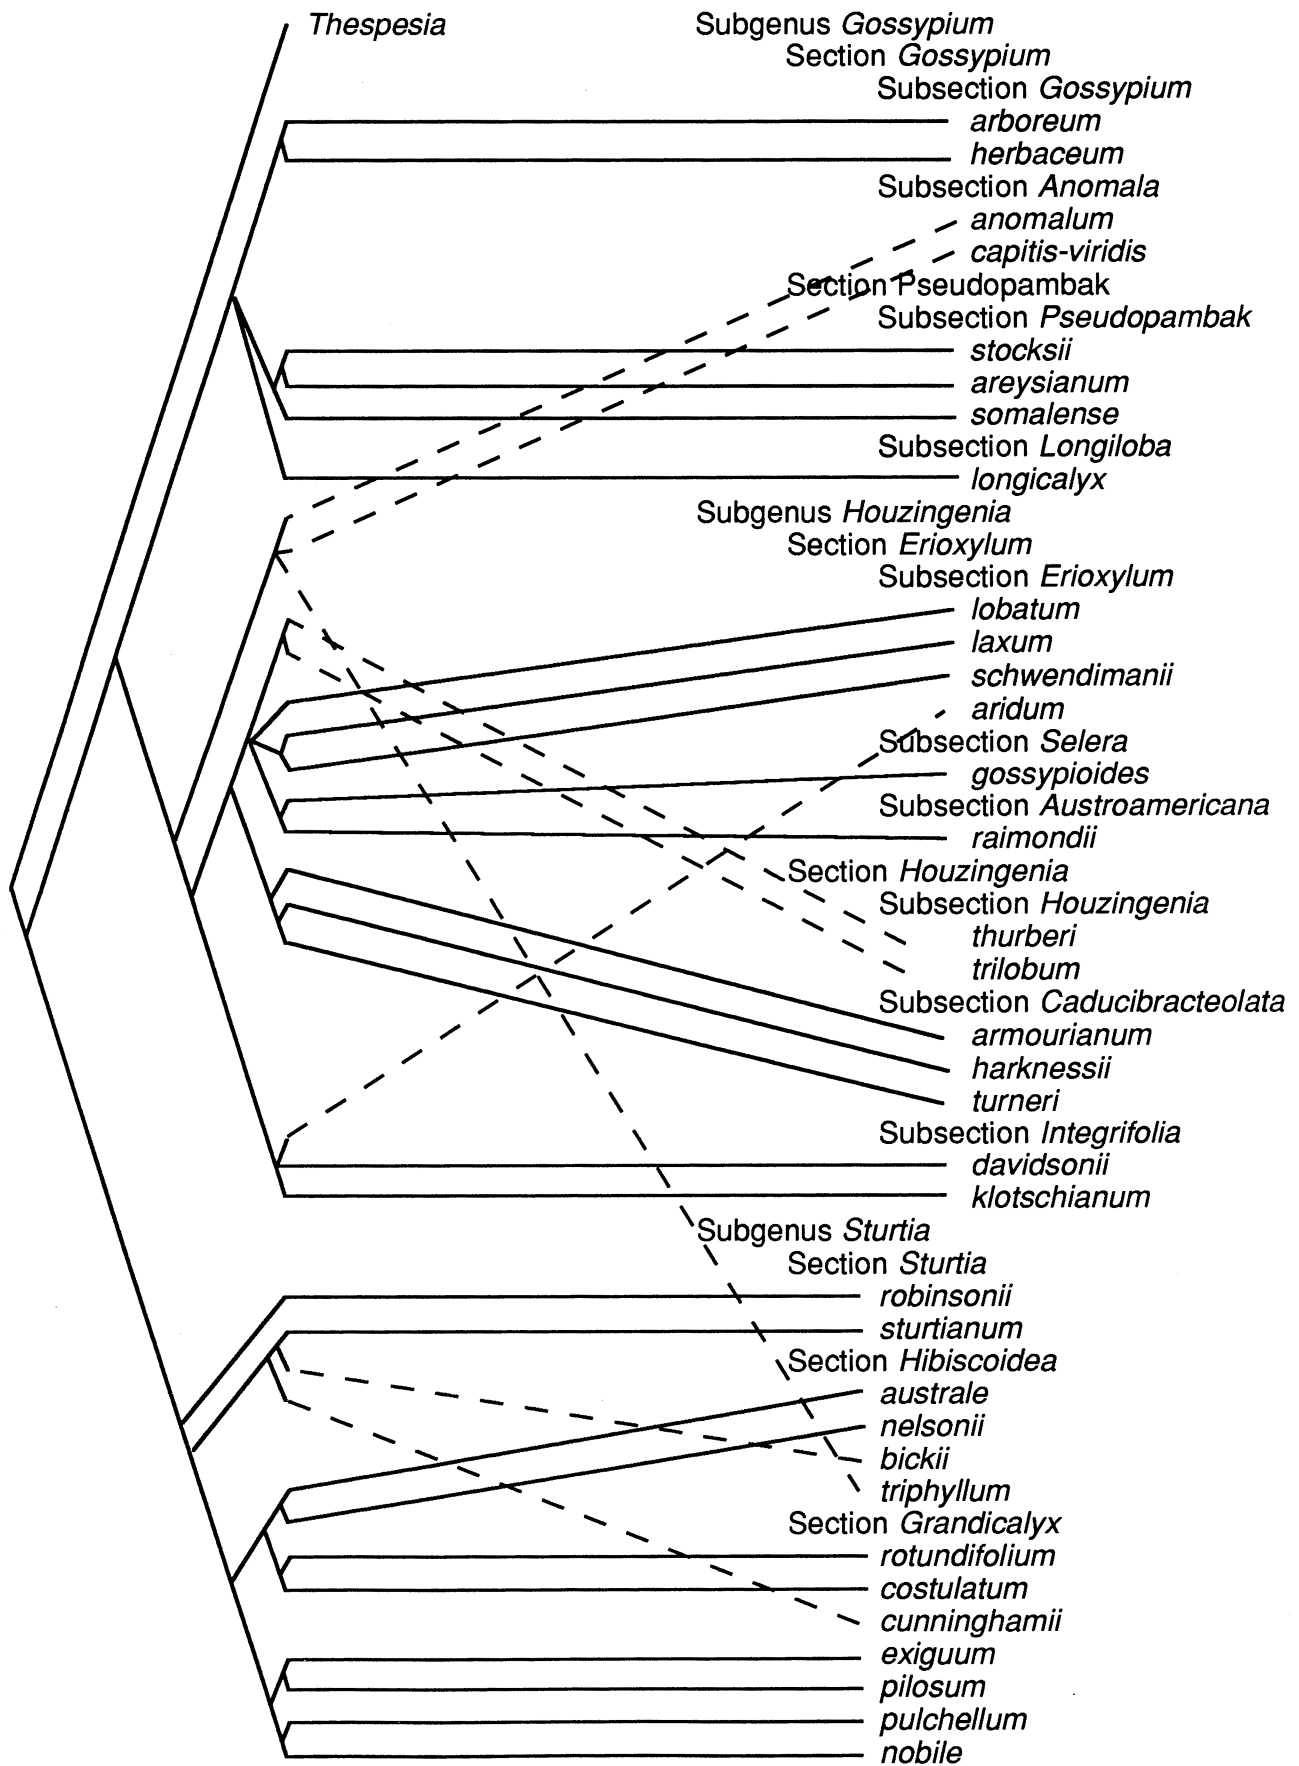 Thespesia Subgenus Gossypium
Section Gossypium
Subsection Gossypium
arboreum
herbaceum
Subsection Anomala
anomalum
capitis-viridis
Section Pseudopambak
Subsection Pseudopambak
stocksii
areysianum
somalense
Subsection Longiloba
longicalyx
Subgenus Houzingenia
Section Erioxylum
Subsection Erioxylum
lobatum
laxum
schwendimanii
aridum
Subsection Selera
gossypioides
Subsection Austroamericana
raimondii
Section Houzingenia
Subsection Houzingenia
thurberi
trilobum
Subsection Caducibracteolata
armourianum
harknessii
turneri
Subsection Integrifolia
davidsonii
klotschianum
Subgenus Sturtia
Section Sturtia
robinsonii
sturtianum
Section Hibiscoidea
australe
nelsonii
bickii
triphyllum
Section Grandicalyx
rotundifolium
costulatum
cunninghamii
exiguum
pilosum
pulchellum
nobile